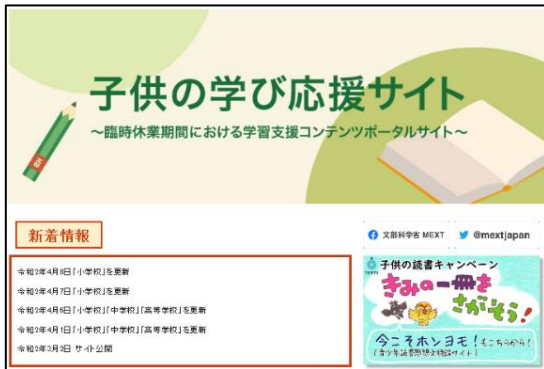 子供の学び応援サイト
～臨時休業期間における学習支援コンテンツポータルサイト～
新着情報
令和2年4月8日「小学校」を更新
令和2年4月7日「小学校」を更新
令和2年4月6日「小学校」「中学校」「高等学校」を更新
令和2年4月1日「小学校」「中学校」「高等学校」を更新
令和2年3月2日 サイト公開
文部科学省 MEXT
@mextjapan
子供の読書キャンペーン
きみの一冊を
さがそう!
今こそホンヨモ!もこちらから!